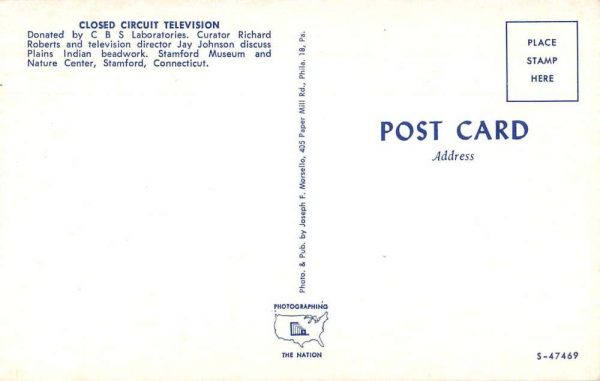 CLOSED CIRCUIT TELEVISION
Donated by C B S Laboratories. Curator Richard
Roberts and television director Jay Johnson discuss
Plains Indian beadwork. Stamford Museum and
Nature Center, Stamford, Connecticut.
Photo. & Pub. by Joseph F. Morsello, 405 Paper Mill Rd., Phila. 18, Pa.
PHOTOGRAPHING
THE NATION
PLACE
STAMP
HERE
POST CARD
Address
S-47469